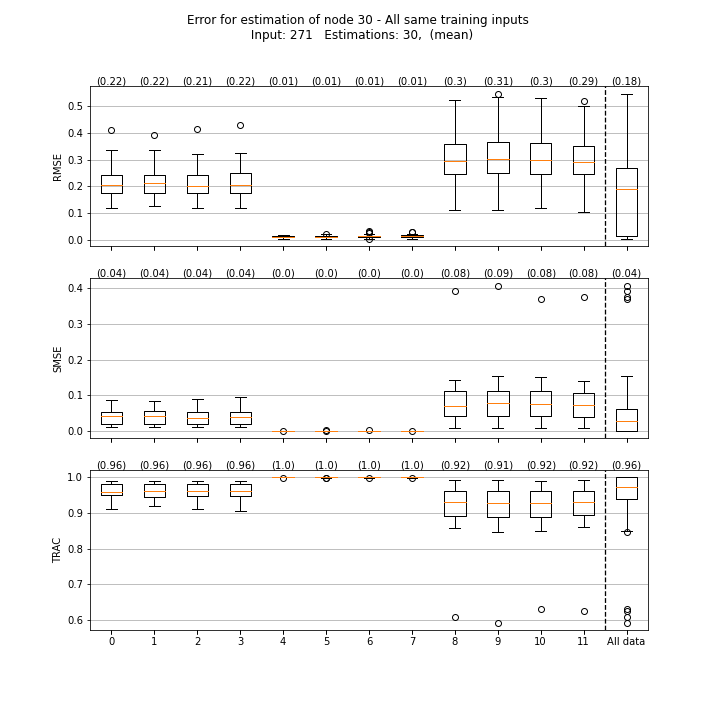 Error for estimation of node 30 - All same training inputs
Input: 271   Estimations: 30,  (mean)
(0.22) (0.22) (0.21) (0.22) (0.01) (0.01) (0.01) (0.01) (0.3) (0.31) (0.3) (0.29) (0.18)
0.5
0.4
0.3
0.2
0.1
0.0
RMSE
(0.04) (0.04) (0.04) (0.04) (0.0) (0.0) (0.0) (0.0) (0.08) (0.09) (0.08) (0.08) (0.04)
0.4
0.3
0.2
0.1
0.0
SMSE
(0.96) (0.96) (0.96) (0.96) (1.0) (1.0) (1.0) (1.0) (0.92) (0.91) (0.92) (0.92) (0.96)
1.0
0.9
0.8
0.7
0.6
TRAC
0 1 2 3 4 5 6 7 8 9 10 11 All data